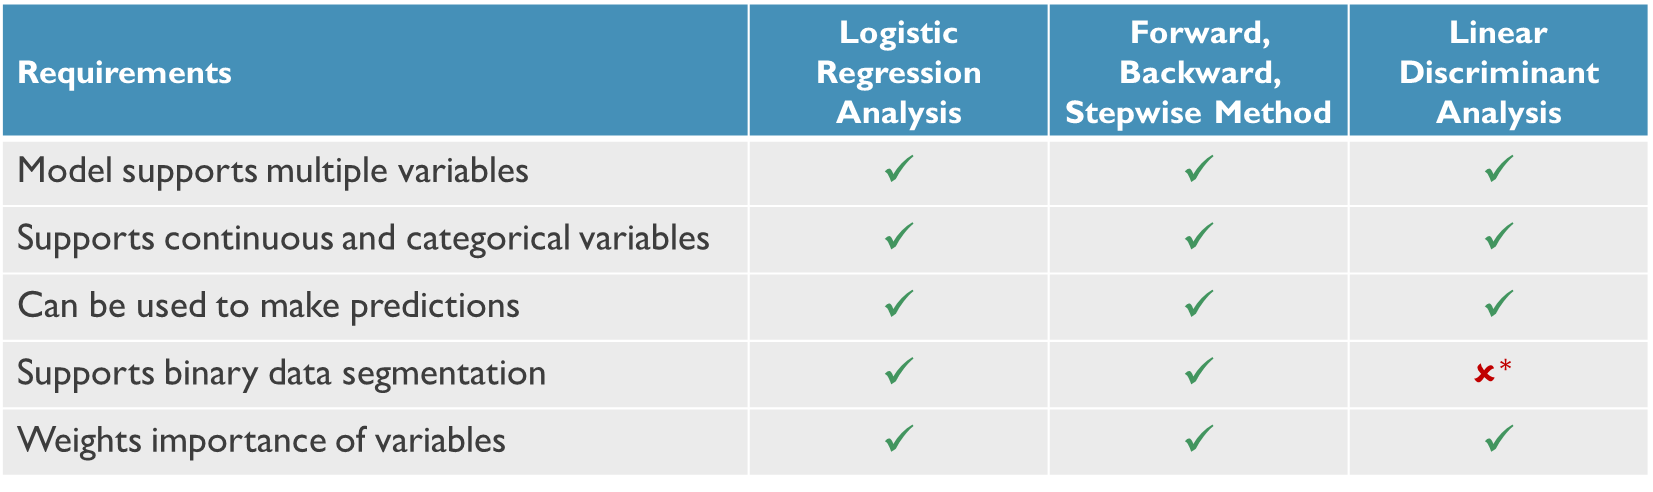 Requirements
Logistic
Regression
Analysis
Forward,
Backward,
Stepwise Method
Linear
Discriminant
Analysis
Model supports multiple variables ✓ ✓ ✓
Supports continuous and categorical variables ✓ ✓ ✓
Can be used to make predictions ✓ ✓ ✓
Supports binary data segmentation ✓ ✓ ✘*
Weights importance of variables ✓ ✓ ✓